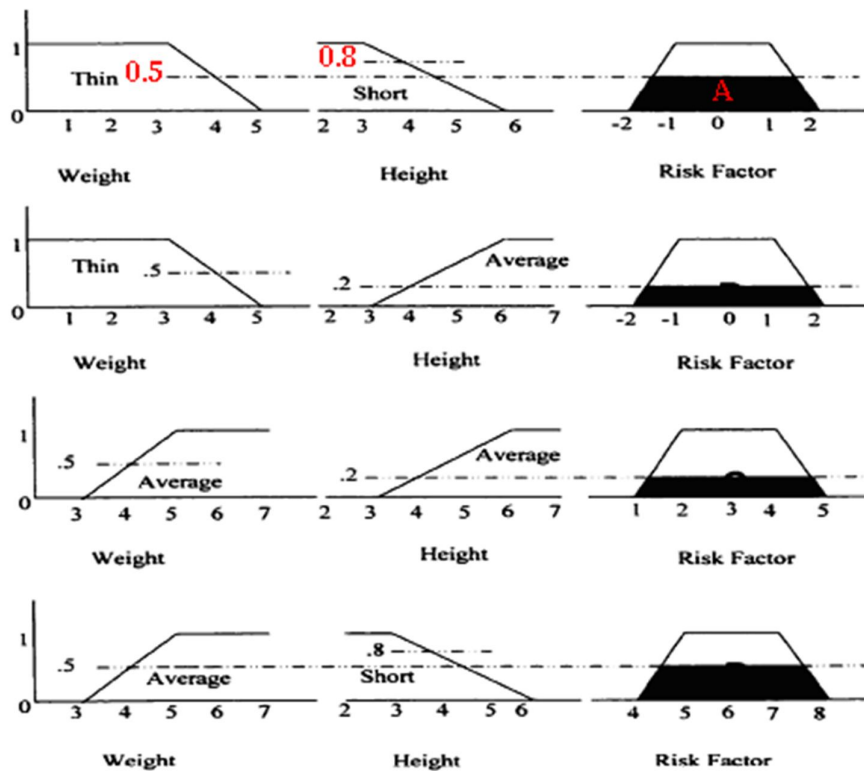 1 Thin 0.5 0.8 Short A
0 1 2 3 4 5 2 3 4 5 6 -2 -1 0 1 2
Weight Height Risk Factor
1 Thin .5 .2 Average
0 1 2 3 4 5 2 3 4 5 6 7 -2 -1 0 1 2
Weight Height Risk Factor
1 .5 Average .2 Average
0 3 4 5 6 7 2 3 4 5 6 7 1 2 3 4 5
Weight Height Risk Factor
1 .5 Average .8 Short
0 3 4 5 6 7 2 3 4 5 6 4 5 6 7 8
Weight Height Risk Factor